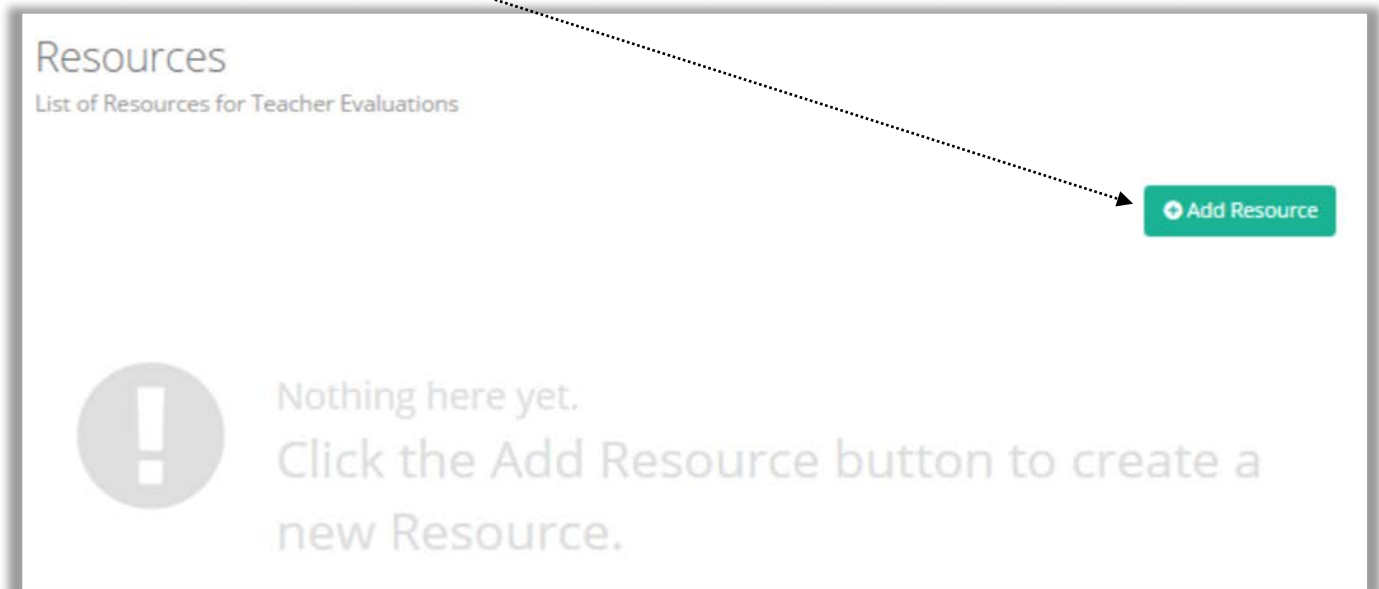 Resources
List of Resources for Teacher Evaluations
Add Resource
Nothing here yet.
Click the Add Resource button to create a
new Resource.